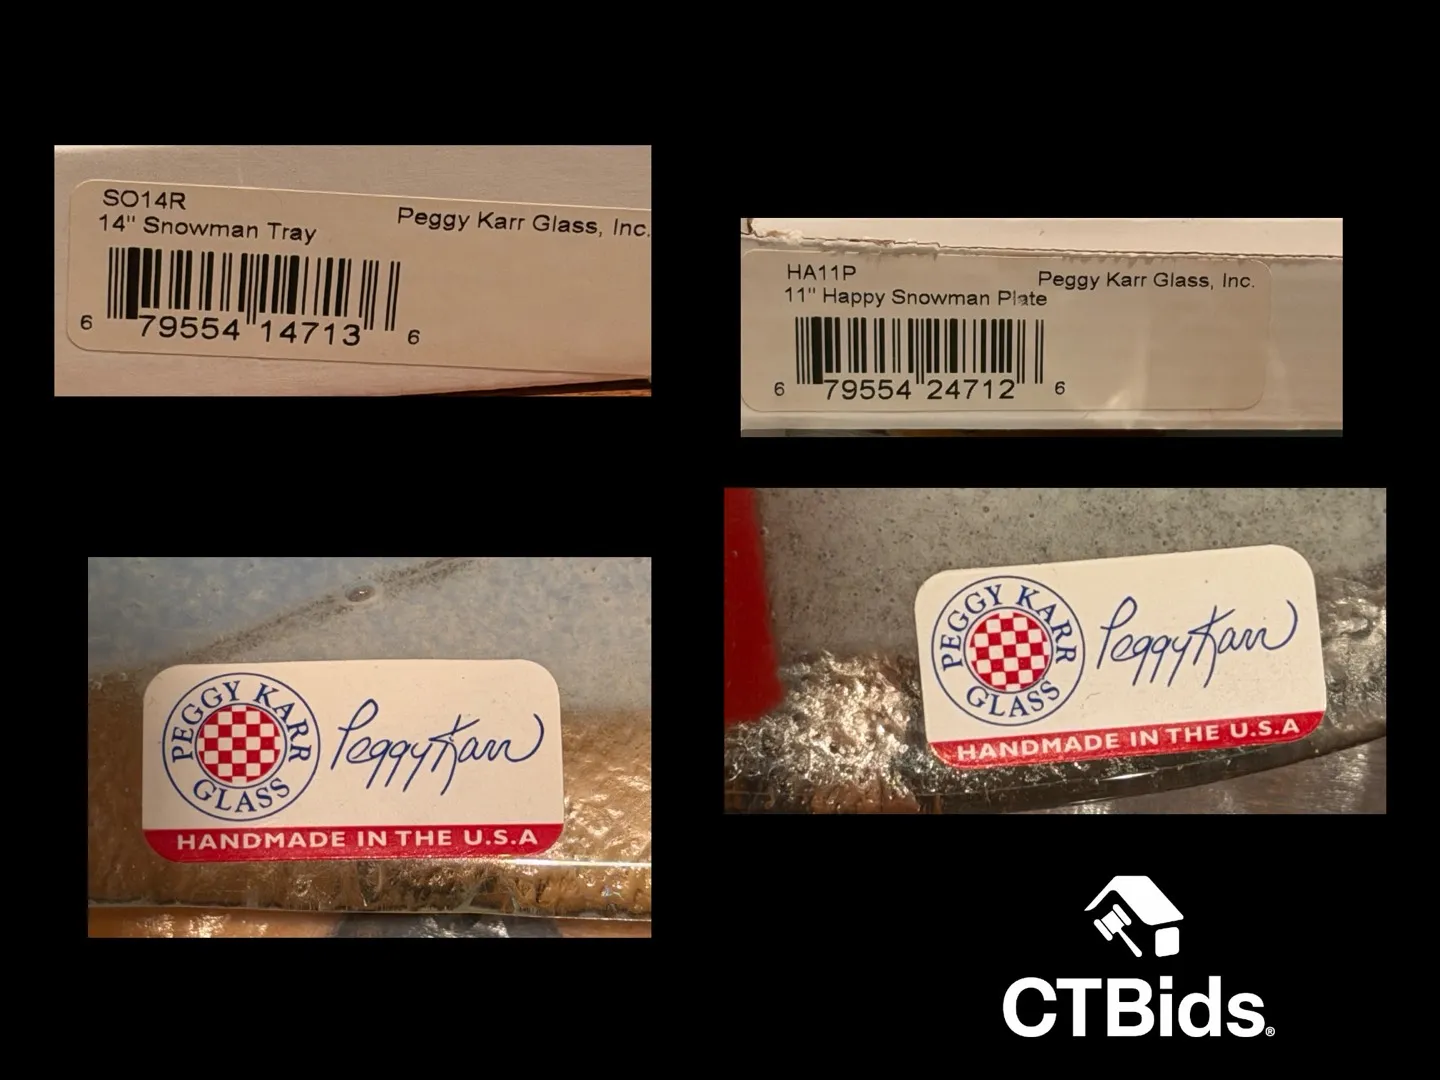 SO14R
14" Snowman Tray
Peggy Karr Glass, Inc.
6 79554 14713 6
HA11P
11" Happy Snowman Plate
Peggy Karr Glass, Inc.
6 79554 24712 6
PEGGY KARR GLASS
Peggy Karr
HANDMADE IN THE U.S.A
PEGGY KARR GLASS
Peggy Karr
HANDMADE IN THE U.S.A
CTBids®